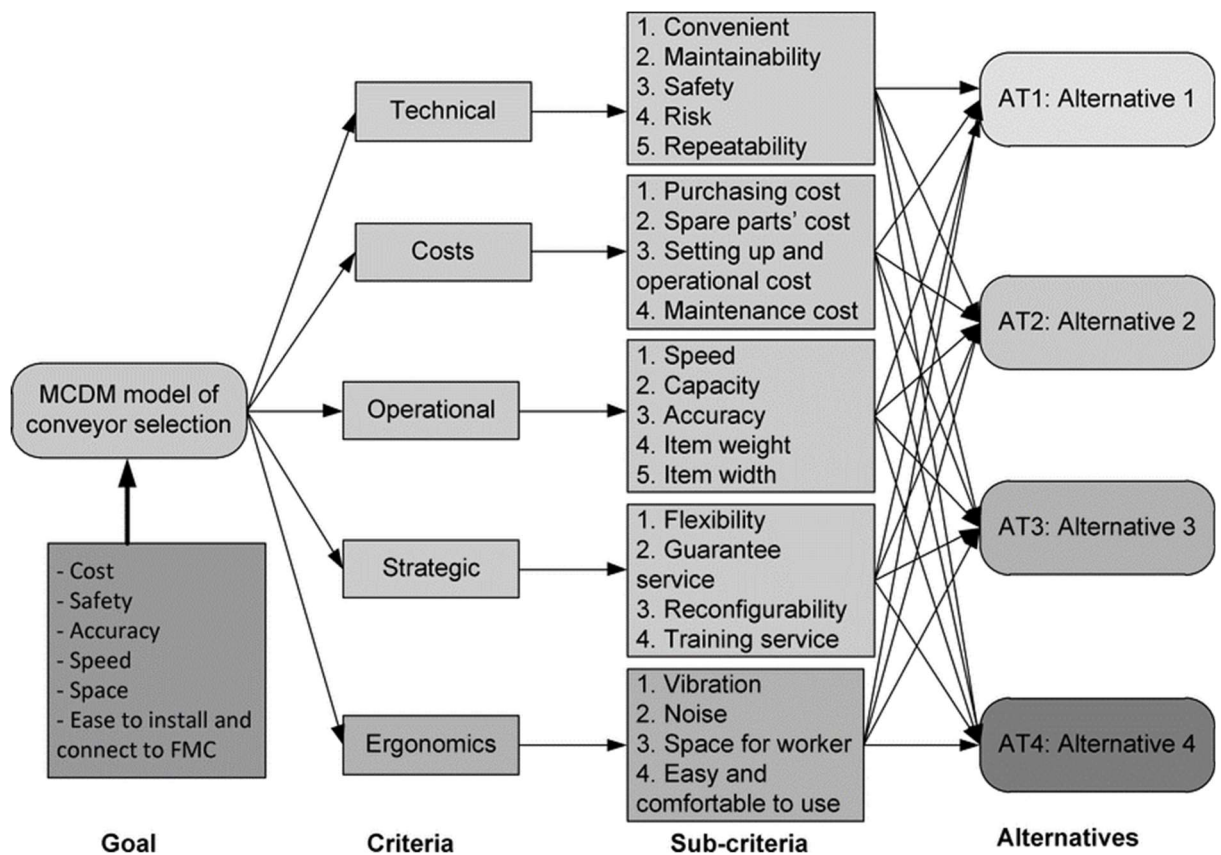 MCDM model of
conveyor selection
- Cost
- Safety
- Accuracy
- Speed
- Space
- Ease to install and
connect to FMC
Goal
Technical
Costs
Operational
Strategic
Ergonomics
Criteria
1. Convenient
2. Maintainability
3. Safety
4. Risk
5. Repeatability
1. Purchasing cost
2. Spare parts' cost
3. Setting up and
operational cost
4. Maintenance cost
1. Speed
2. Capacity
3. Accuracy
4. Item weight
5. Item width
1. Flexibility
2. Guarantee
service
3. Reconfigurability
4. Training service
1. Vibration
2. Noise
3. Space for worker
4. Easy and
comfortable to use
Sub-criteria
AT1: Alternative 1
AT2: Alternative 2
AT3: Alternative 3
AT4: Alternative 4
Alternatives